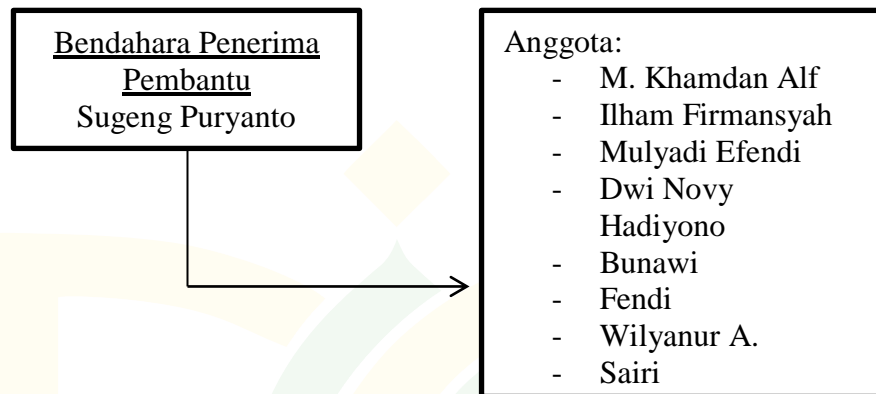 Bendahara Penerima
Pembantu
Sugeng Puryanto
Anggota:
- M. Khamdan Alf
- Ilham Firmansyah
- Mulyadi Efendi
- Dwi Novy
Hadiyono
- Bunawi
- Fendi
- Wilyanur A.
- Sairi